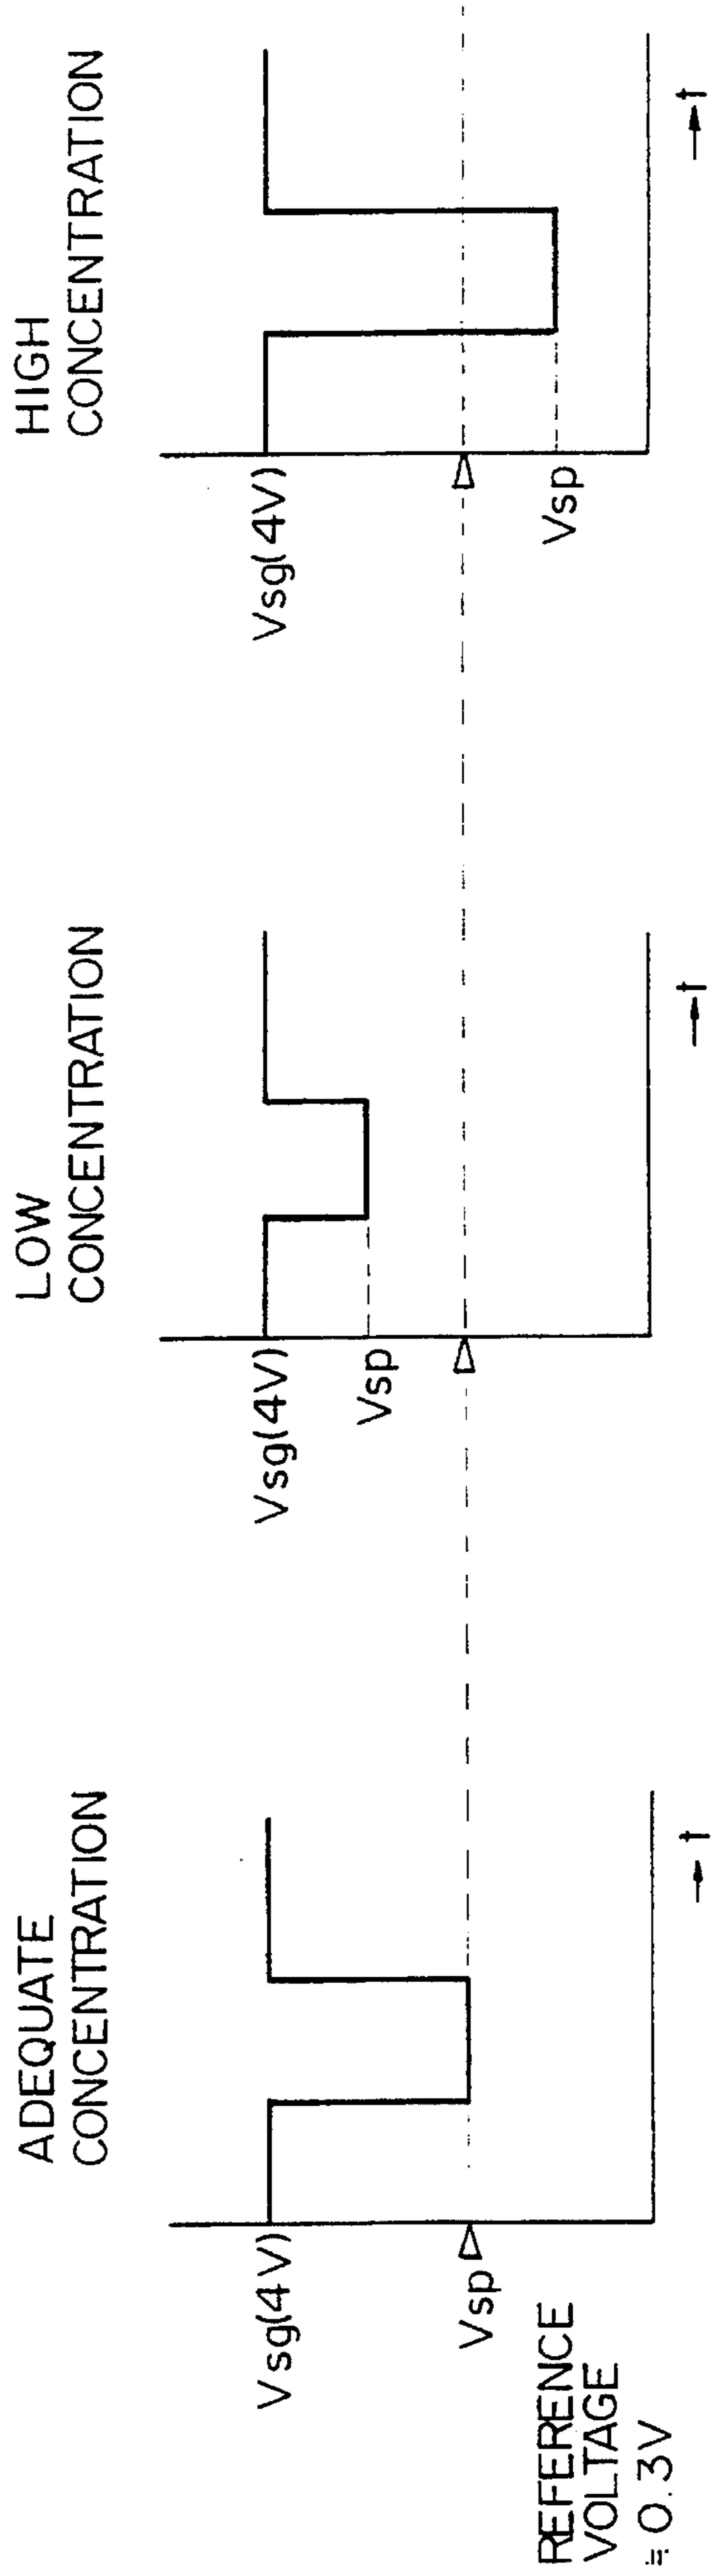 ADEQUATE
CONCENTRATION
Vsg(4V)
Vsp
REFERENCE
VOLTAGE
≒0.3V
t
LOW
CONCENTRATION
Vsg(4V)
Vsp
t
HIGH
CONCENTRATION
Vsg(4V)
Vsp
t